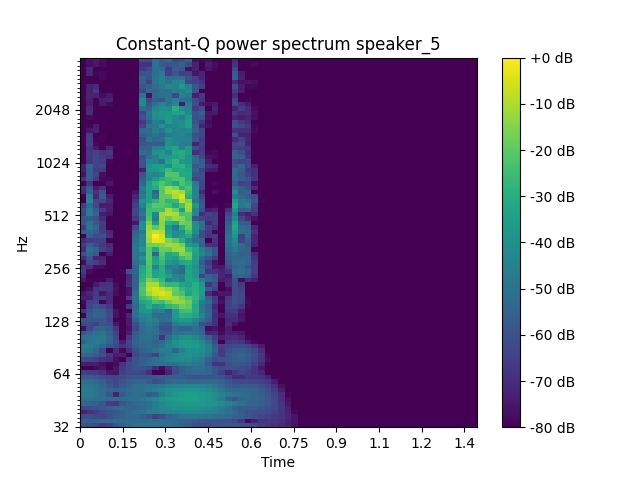 Constant-Q power spectrum speaker_5
Hz
2048
1024
512
256
128
64
32
0 0.15 0.3 0.45 0.6 0.75 0.9 1.1 1.2 1.4
Time
+0 dB
-10 dB
-20 dB
-30 dB
-40 dB
-50 dB
-60 dB
-70 dB
-80 dB